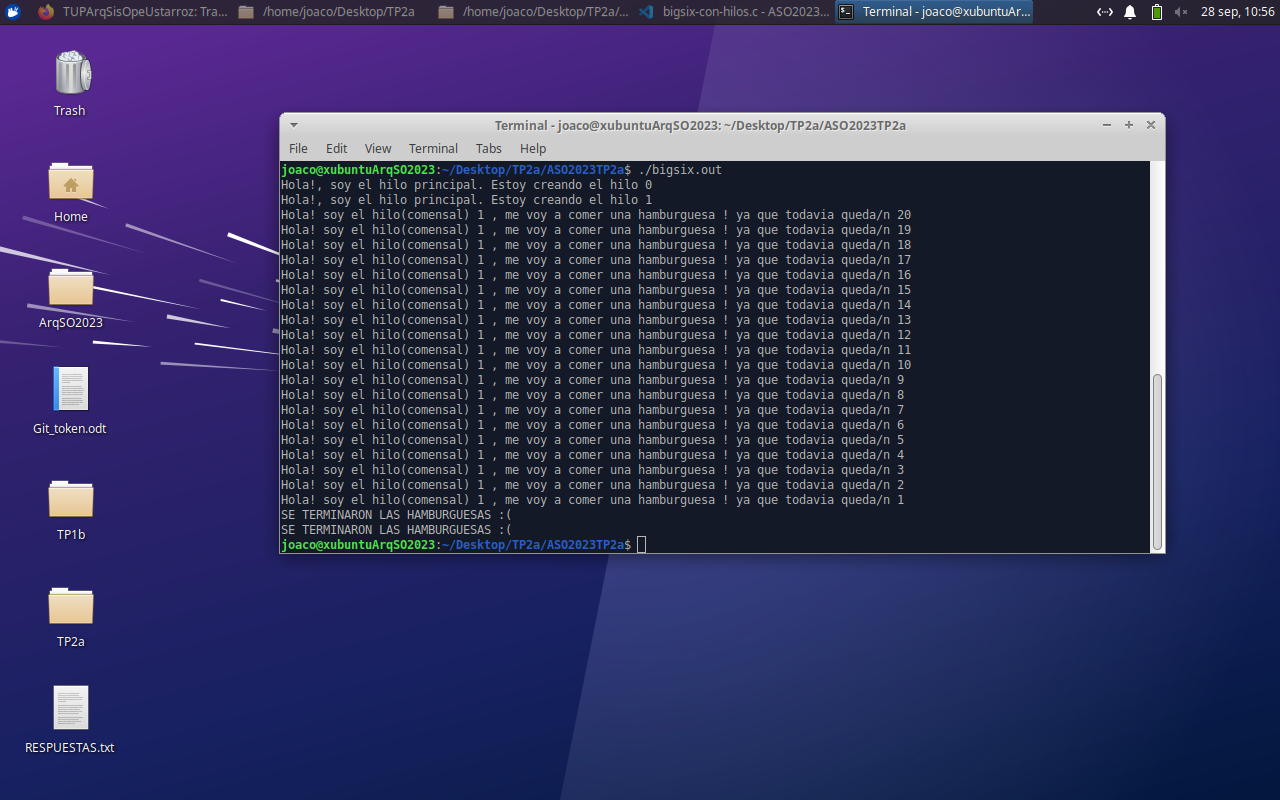 TUPArqSisOpeUstarroz: Tra...
/home/joaco/Desktop/TP2a
/home/joaco/Desktop/TP2a/...
bigsix-con-hilos.c - ASO2023...
Terminal - joaco@xubuntuAr...
28 sep, 10:56
Trash
Home
ArqSO2023
Git_token.odt
TP1b
TP2a
RESPUESTAS.txt
Terminal - joaco@xubuntuArqSO2023: ~/Desktop/TP2a/ASO2023TP2a
File Edit View Terminal Tabs Help
joaco@xubuntuArqSO2023:~/Desktop/TP2a/ASO2023TP2a$ ./bigsix.out
Hola!, soy el hilo principal. Estoy creando el hilo 0
Hola!, soy el hilo principal. Estoy creando el hilo 1
Hola! soy el hilo(comensal) 1 , me voy a comer una hamburguesa ! ya que todavia queda/n 20
Hola! soy el hilo(comensal) 1 , me voy a comer una hamburguesa ! ya que todavia queda/n 19
Hola! soy el hilo(comensal) 1 , me voy a comer una hamburguesa ! ya que todavia queda/n 18
Hola! soy el hilo(comensal) 1 , me voy a comer una hamburguesa ! ya que todavia queda/n 17
Hola! soy el hilo(comensal) 1 , me voy a comer una hamburguesa ! ya que todavia queda/n 16
Hola! soy el hilo(comensal) 1 , me voy a comer una hamburguesa ! ya que todavia queda/n 15
Hola! soy el hilo(comensal) 1 , me voy a comer una hamburguesa ! ya que todavia queda/n 14
Hola! soy el hilo(comensal) 1 , me voy a comer una hamburguesa ! ya que todavia queda/n 13
Hola! soy el hilo(comensal) 1 , me voy a comer una hamburguesa ! ya que todavia queda/n 12
Hola! soy el hilo(comensal) 1 , me voy a comer una hamburguesa ! ya que todavia queda/n 11
Hola! soy el hilo(comensal) 1 , me voy a comer una hamburguesa ! ya que todavia queda/n 10
Hola! soy el hilo(comensal) 1 , me voy a comer una hamburguesa ! ya que todavia queda/n 9
Hola! soy el hilo(comensal) 1 , me voy a comer una hamburguesa ! ya que todavia queda/n 8
Hola! soy el hilo(comensal) 1 , me voy a comer una hamburguesa ! ya que todavia queda/n 7
Hola! soy el hilo(comensal) 1 , me voy a comer una hamburguesa ! ya que todavia queda/n 6
Hola! soy el hilo(comensal) 1 , me voy a comer una hamburguesa ! ya que todavia queda/n 5
Hola! soy el hilo(comensal) 1 , me voy a comer una hamburguesa ! ya que todavia queda/n 4
Hola! soy el hilo(comensal) 1 , me voy a comer una hamburguesa ! ya que todavia queda/n 3
Hola! soy el hilo(comensal) 1 , me voy a comer una hamburguesa ! ya que todavia queda/n 2
Hola! soy el hilo(comensal) 1 , me voy a comer una hamburguesa ! ya que todavia queda/n 1
SE TERMINARON LAS HAMBURGUESAS :(
SE TERMINARON LAS HAMBURGUESAS :(
joaco@xubuntuArqSO2023:~/Desktop/TP2a/ASO2023TP2a$